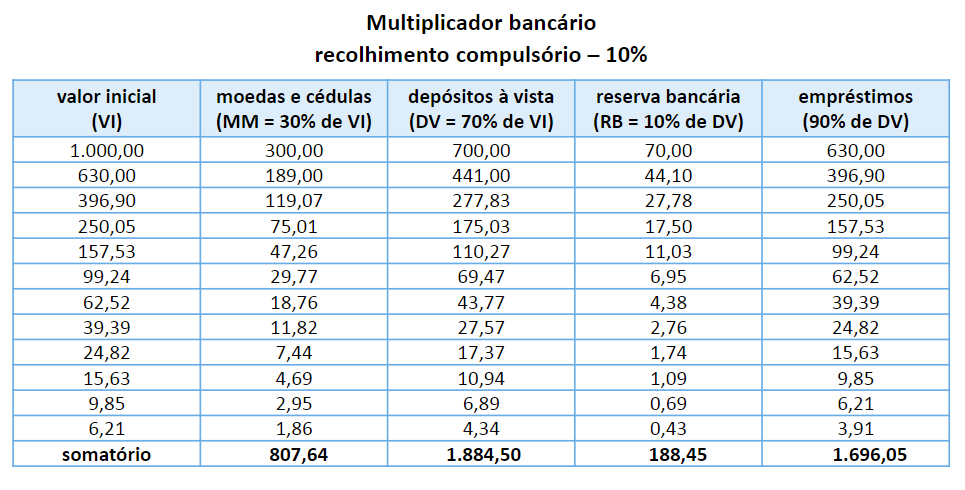 Multiplicador bancário
recolhimento compulsório – 10%
valor inicial (VI) moedas e cédulas (MM = 30% de VI) depósitos à vista (DV = 70% de VI) reserva bancária (RB = 10% de DV) empréstimos (90% de DV)
1.000,00 300,00 700,00 70,00 630,00
630,00 189,00 441,00 44,10 396,90
396,90 119,07 277,83 27,78 250,05
250,05 75,01 175,03 17,50 157,53
157,53 47,26 110,27 11,03 99,24
99,24 29,77 69,47 6,95 62,52
62,52 18,76 43,77 4,38 39,39
39,39 11,82 27,57 2,76 24,82
24,82 7,44 17,37 1,74 15,63
15,63 4,69 10,94 1,09 9,85
9,85 2,95 6,89 0,69 6,21
6,21 1,86 4,34 0,43 3,91
somatório 807,64 1.884,50 188,45 1.696,05